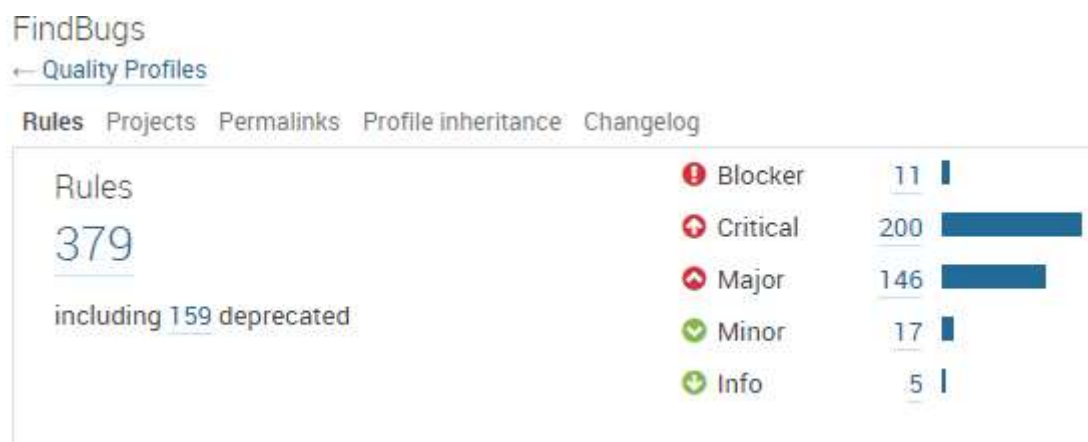 FindBugs
← Quality Profiles
Rules Projects Permalinks Profile inheritance Changelog
Rules
379
including 159 deprecated
Blocker 11
Critical 200
Major 146
Minor 17
Info 5